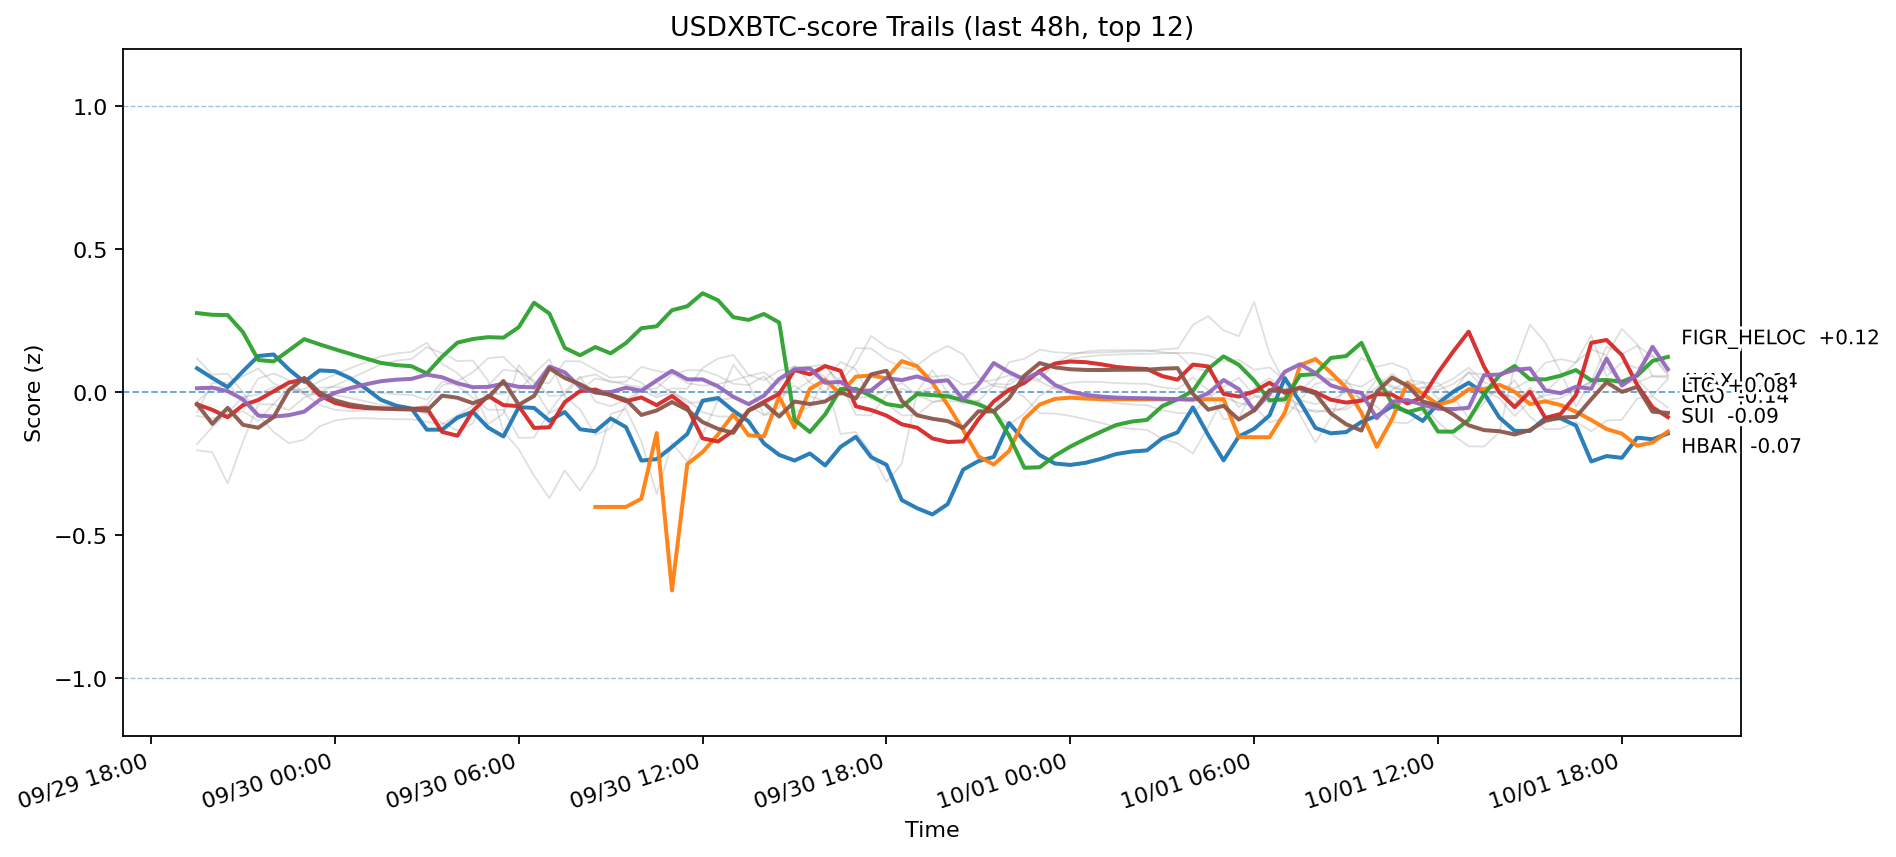 USDXBTC-score Trails (last 48h, top 12)
Score (z)
1.0
0.5
0.0
−0.5
−1.0
FIGR_HELOC +0.12
LTC +0.08
CRO -0.14
SUI -0.09
HBAR -0.07
09/29 18:00
09/30 00:00
09/30 06:00
09/30 12:00
09/30 18:00
10/01 00:00
10/01 06:00
10/01 12:00
10/01 18:00
Time